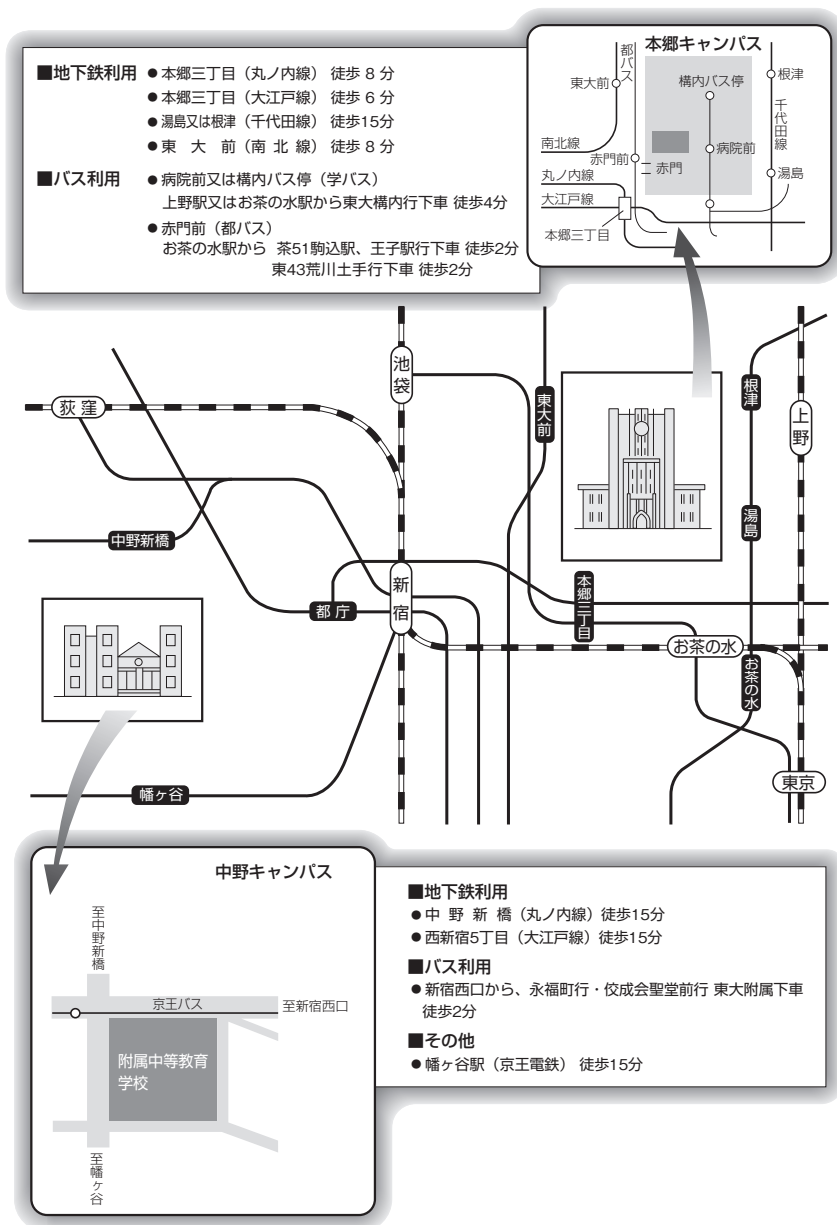 ■地下鉄利用 ●本郷三丁目（丸ノ内線） 徒歩 8 分
●本郷三丁目（大江戸線） 徒歩 6 分
●湯島又は根津（千代田線） 徒歩15分
●東 大 前（南 北 線） 徒歩 8 分
■バス利用 ●病院前又は構内バス停（学バス）
上野駅又はお茶の水駅から東大構内行下車 徒歩4分
●赤門前（都バス）
お茶の水駅から 茶51駒込駅、王子駅行下車 徒歩2分
東43荒川土手行下車 徒歩2分
本郷キャンパス
都バス
東大前
構内バス停
根津
千代田線
南北線
赤門前
赤門
病院前
丸ノ内線
湯島
大江戸線
本郷三丁目
池袋
荻窪
東大前
根津
上野
中野新橋
湯島
新宿
都庁
本郷三丁目
お茶の水
お茶の水
幡ヶ谷
東京
中野キャンパス
至中野新橋
京王バス
至新宿西口
附属中等教育
学校
至幡ヶ谷
■地下鉄利用
●中 野 新 橋（丸ノ内線）徒歩15分
●西新宿5丁目（大江戸線）徒歩15分
■バス利用
●新宿西口から、永福町行・佼成会聖堂前行 東大附属下車
徒歩2分
■その他
●幡ヶ谷駅（京王電鉄） 徒歩15分